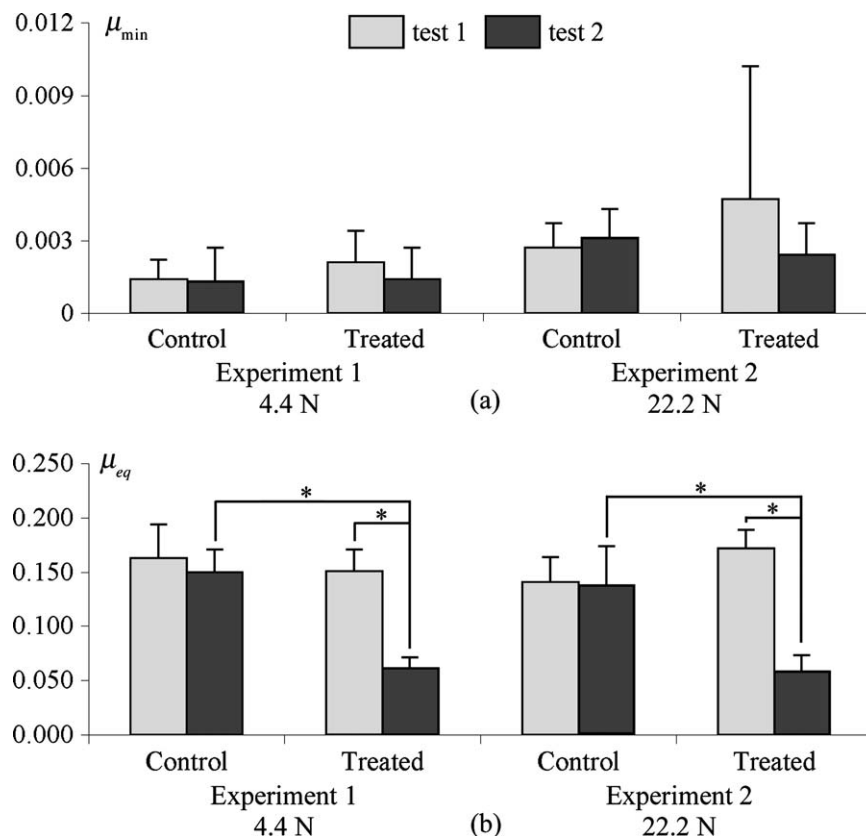 μmin
test 1 test 2
0.012
0.009
0.006
0.003
0
Control Treated Control Treated
Experiment 1 Experiment 2
4.4 N (a) 22.2 N
μeq
0.250
0.200
0.150
0.100
0.050
0.000
* * * *
Control Treated Control Treated
Experiment 1 Experiment 2
4.4 N (b) 22.2 N